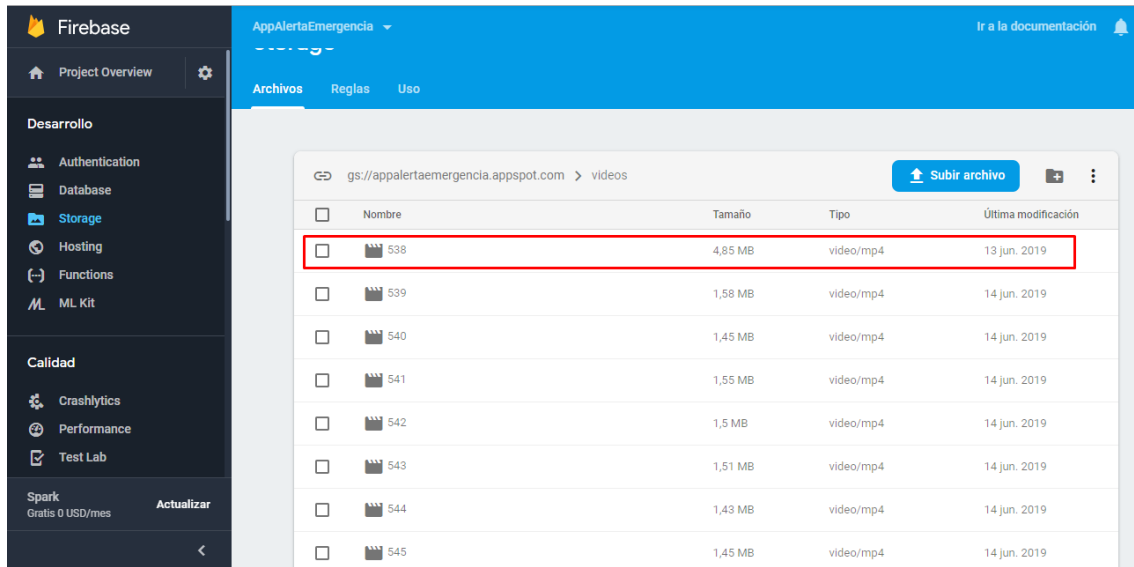 Firebase
Project Overview
Desarrollo
Authentication
Database
Storage
Hosting
Functions
ML Kit
Calidad
Crashlytics
Performance
Test Lab
Spark
Gratis 0 USD/mes
Actualizar
AppAlertaEmergencia
Ir a la documentación
Storage
Archivos Reglas Uso
gs://appalertaemergencia.appspot.com > videos
Subir archivo
Nombre Tamaño Tipo Última modificación
538 4,85 MB video/mp4 13 jun. 2019
539 1,58 MB video/mp4 14 jun. 2019
540 1,45 MB video/mp4 14 jun. 2019
541 1,55 MB video/mp4 14 jun. 2019
542 1,5 MB video/mp4 14 jun. 2019
543 1,51 MB video/mp4 14 jun. 2019
544 1,43 MB video/mp4 14 jun. 2019
545 1,45 MB video/mp4 14 jun. 2019